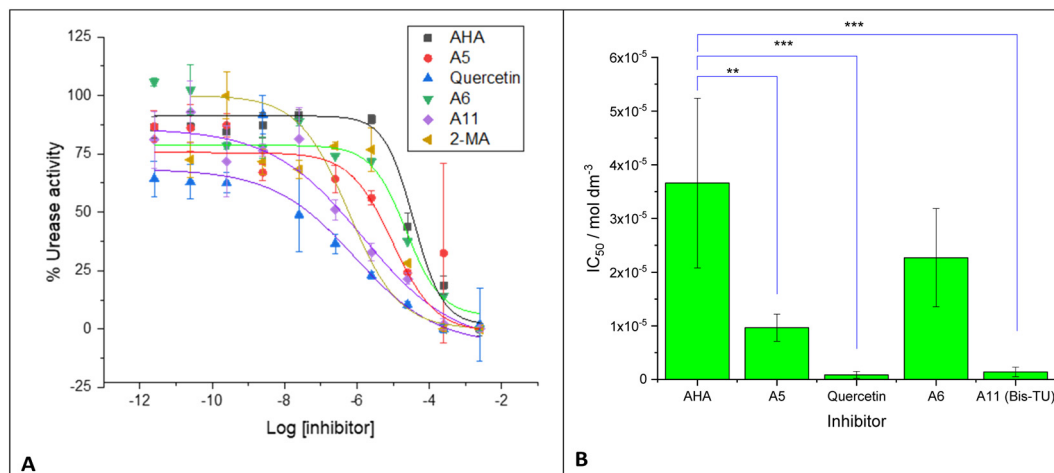 125
100
75
50
25
0
-25
% Urease activity
-12
-10
-8
-6
-4
-2
Log [inhibitor]
AHA
A5
Quercetin
A6
A11
2-MA
A
6x10⁻⁵
5x10⁻⁵
4x10⁻⁵
3x10⁻⁵
2x10⁻⁵
1x10⁻⁵
0
IC₅₀ / mol dm⁻³
***
***
**
AHA
A5
Quercetin
A6
A11 (Bis-TU)
Inhibitor
B